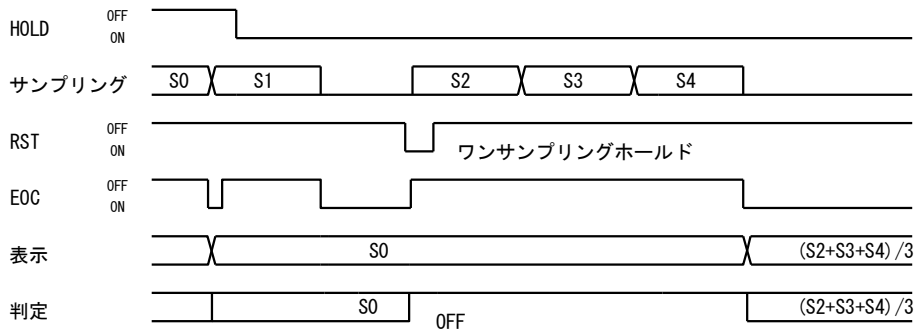 HOLD OFF
ON
サンプリング S0 S1 S2 S3 S4
RST OFF
ON
ワンサンプリングホールド
EOC OFF
ON
表示 S0 (S2+S3+S4)/3
判定 S0 OFF (S2+S3+S4)/3